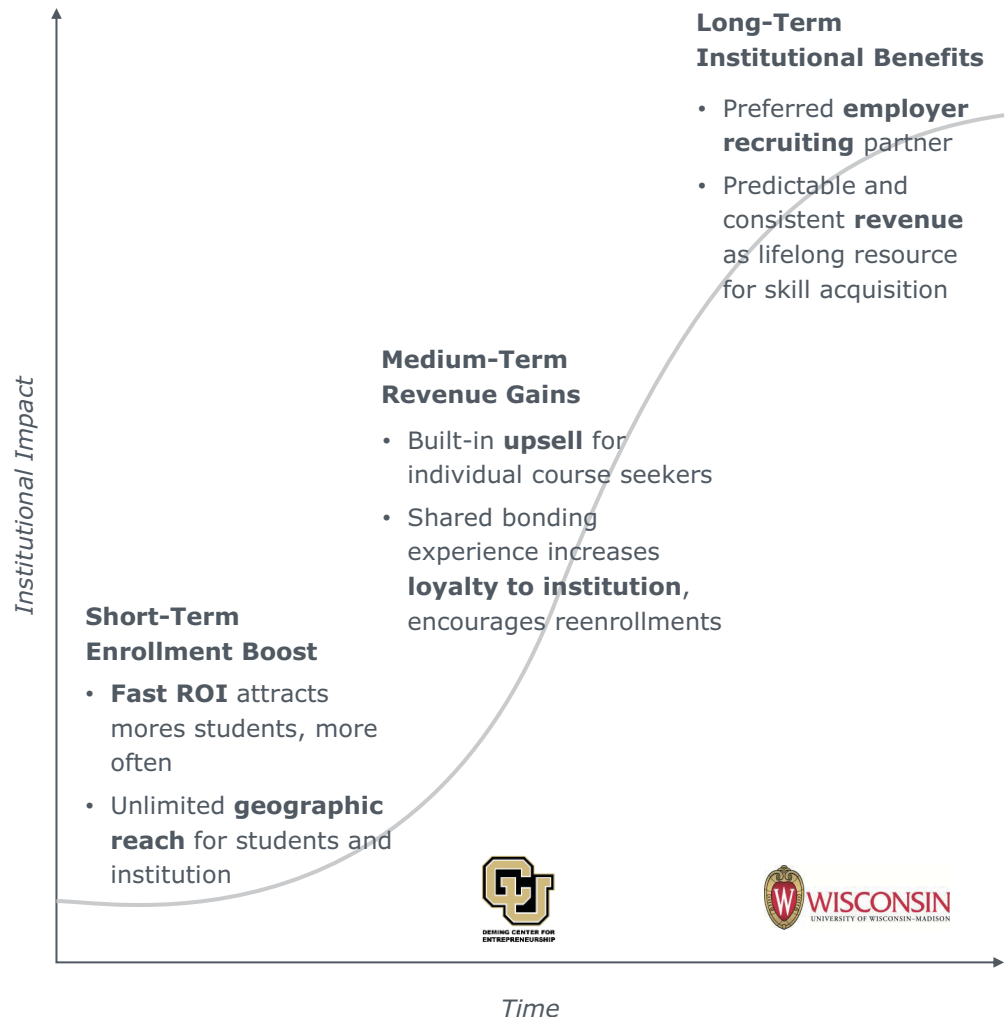 Long-Term
Institutional Benefits
• Preferred employer
recruiting partner
• Predictable and
consistent revenue
as lifelong resource
for skill acquisition
Medium-Term
Revenue Gains
• Built-in upsell for
individual course seekers
• Shared bonding
experience increases
loyalty to institution,
encourages reenrollments
Institutional Impact
Short-Term
Enrollment Boost
• Fast ROI attracts
mores students, more
often
• Unlimited geographic
reach for students and
institution
CU
DEMING CENTER FOR
ENTREPRENEURSHIP
W
WISCONSIN
UNIVERSITY OF WISCONSIN–MADISON
Time